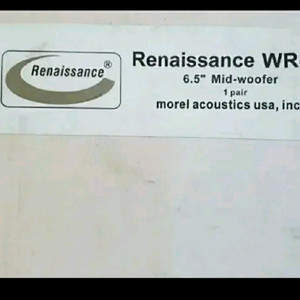 Renaissance®
Renaissance WR
6.5" Mid-woofer
1 pair
morel acoustics usa, inc